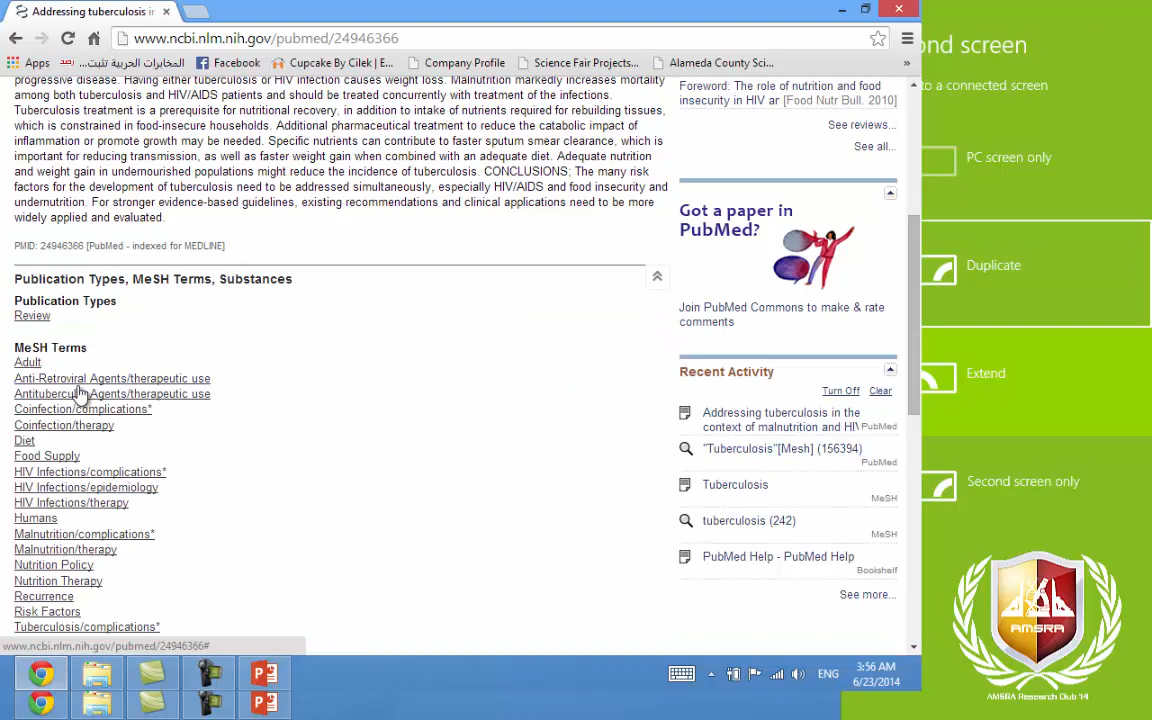 Addressing tuberculosis in
www.ncbi.nlm.nih.gov/pubmed/24946366
Apps
المخابرات الحربية تثبت... رصد
Facebook
Cupcake By Cilek | E...
Company Profile
Science Fair Projects...
Alameda County Sci...
»
progressive disease. Having either tuberculosis or HIV infection causes weight loss. Malnutrition markedly increases mortality
among both tuberculosis and HIV/AIDS patients and should be treated concurrently with treatment of the infections.
Tuberculosis treatment is a prerequisite for nutritional recovery, in addition to intake of nutrients required for rebuilding tissues,
which is constrained in food-insecure households. Additional pharmaceutical treatment to reduce the catabolic impact of
inflammation or promote growth may be needed. Specific nutrients can contribute to faster sputum smear clearance, which is
important for reducing transmission, as well as faster weight gain when combined with an adequate diet. Adequate nutrition
and weight gain in undernourished populations might reduce the incidence of tuberculosis. CONCLUSIONS; The many risk
factors for the development of tuberculosis need to be addressed simultaneously, especially HIV/AIDS and food insecurity and
undernutrition. For stronger evidence-based guidelines, existing recommendations and clinical applications need to be more
widely applied and evaluated.
PMID: 24946366 [PubMed - indexed for MEDLINE]
Publication Types, MeSH Terms, Substances
Publication Types
Review
MeSH Terms
Adult
Anti-Retroviral Agents/therapeutic use
Antitubercular Agents/therapeutic use
Coinfection/complications*
Coinfection/therapy
Diet
Food Supply
HIV Infections/complications*
HIV Infections/epidemiology
HIV Infections/therapy
Humans
Malnutrition/complications*
Malnutrition/therapy
Nutrition Policy
Nutrition Therapy
Recurrence
Risk Factors
Tuberculosis/complications*
www.ncbi.nlm.nih.gov/pubmed/24946366#
Foreword: The role of nutrition and food
insecurity in HIV ar [Food Nutr Bull. 2010]
See reviews...
See all...
Got a paper in
PubMed?
Join PubMed Commons to make & rate
comments
Recent Activity
Turn Off Clear
Addressing tuberculosis in the
context of malnutrition and HIV PubMed
"Tuberculosis"[Mesh] (156394)
PubMed
Tuberculosis
MeSH
tuberculosis (242)
MeSH
PubMed Help - PubMed Help
Bookshelf
See more...
ENG
3:56 AM
6/23/2014
ond screen
to a connected screen
PC screen only
Duplicate
Extend
Second screen only
AMSRA
AMSRA Research Club '14